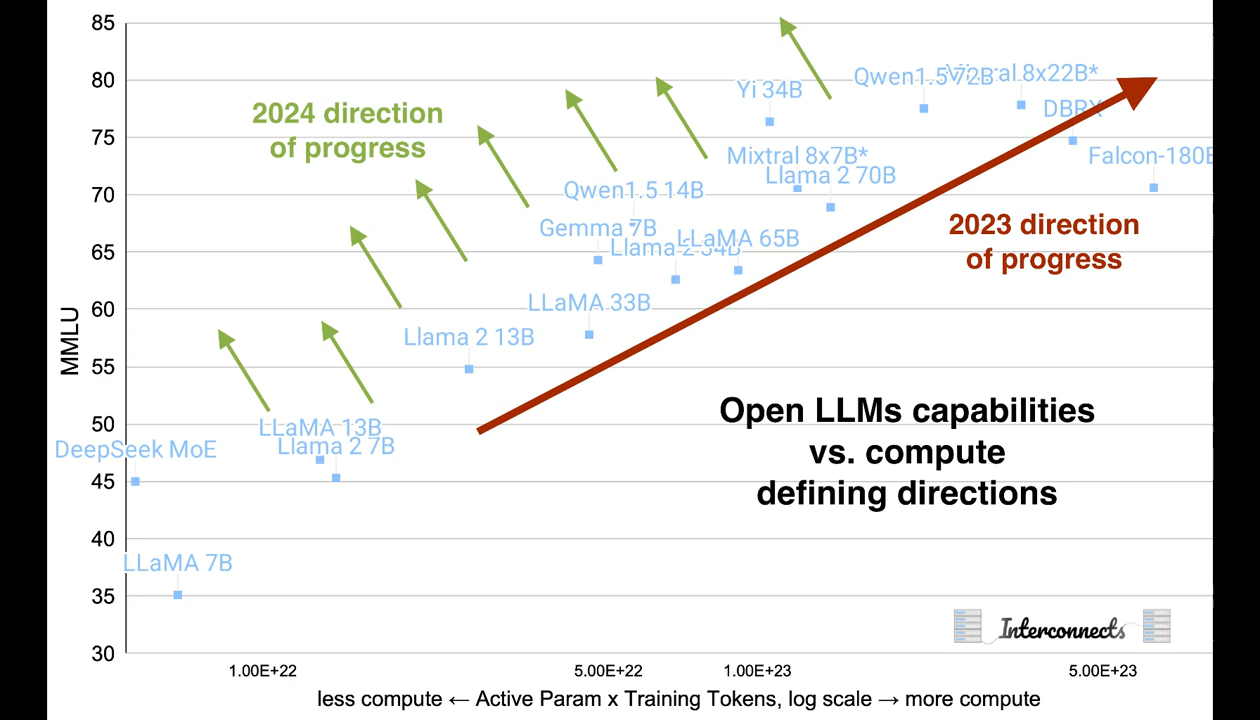 85
80
75
70
65
60
55
50
45
40
35
30
MMLU
2024 direction
of progress
Yi 34B
Qwen1.5 72B
Mixtral 8x22B*
DBRX
Falcon-180B
Mixtral 8x7B*
Llama 2 70B
Qwen1.5 14B
Gemma 7B
Llama 2 34B
LLaMA 65B
2023 direction
of progress
LLaMA 33B
Llama 2 13B
Open LLMs capabilities
vs. compute
defining directions
LLaMA 13B
Llama 2 7B
DeepSeek MoE
LLaMA 7B
Interconnects
1.00E+22
5.00E+22
1.00E+23
5.00E+23
less compute ← Active Param x Training Tokens, log scale → more compute